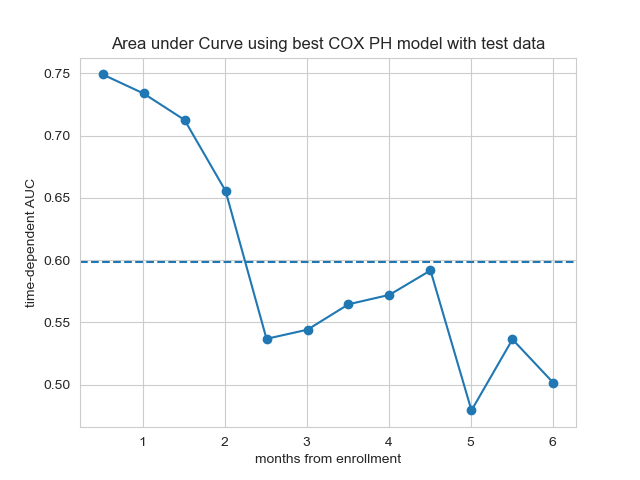 Area under Curve using best COX PH model with test data
time-dependent AUC
0.75
0.70
0.65
0.60
0.55
0.50
1 2 3 4 5 6
months from enrollment